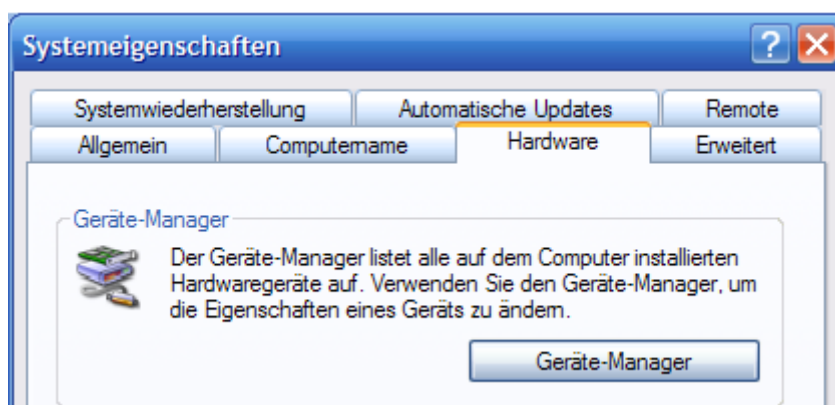 Systemeigenschaften
Systemwiederherstellung Automatische Updates Remote
Allgemein Computername Hardware Erweitert
Geräte-Manager
Der Geräte-Manager listet alle auf dem Computer installierten
Hardwaregeräte auf. Verwenden Sie den Geräte-Manager, um
die Eigenschaften eines Geräts zu ändern.
Geräte-Manager